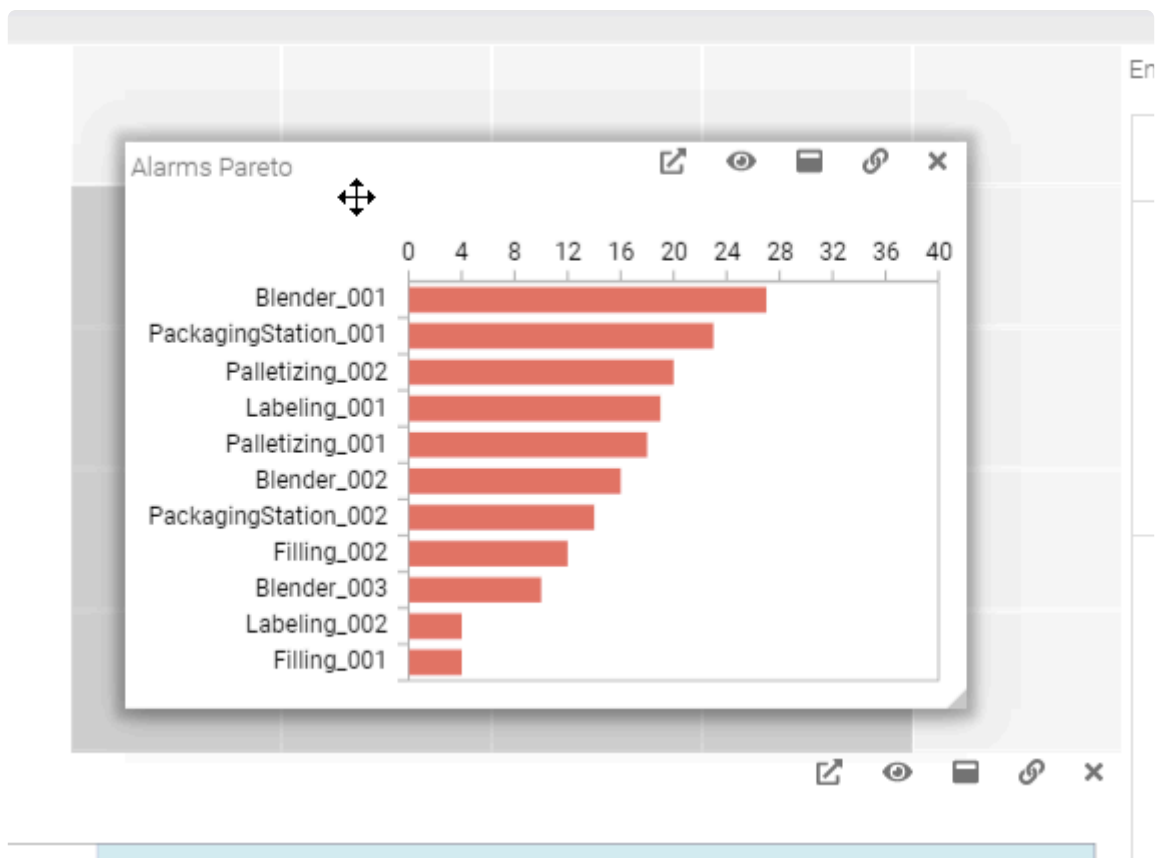 En
Alarms Pareto
0 4 8 12 16 20 24 28 32 36 40
Blender_001
PackagingStation_001
Palletizing_002
Labeling_001
Palletizing_001
Blender_002
PackagingStation_002
Filling_002
Blender_003
Labeling_002
Filling_001